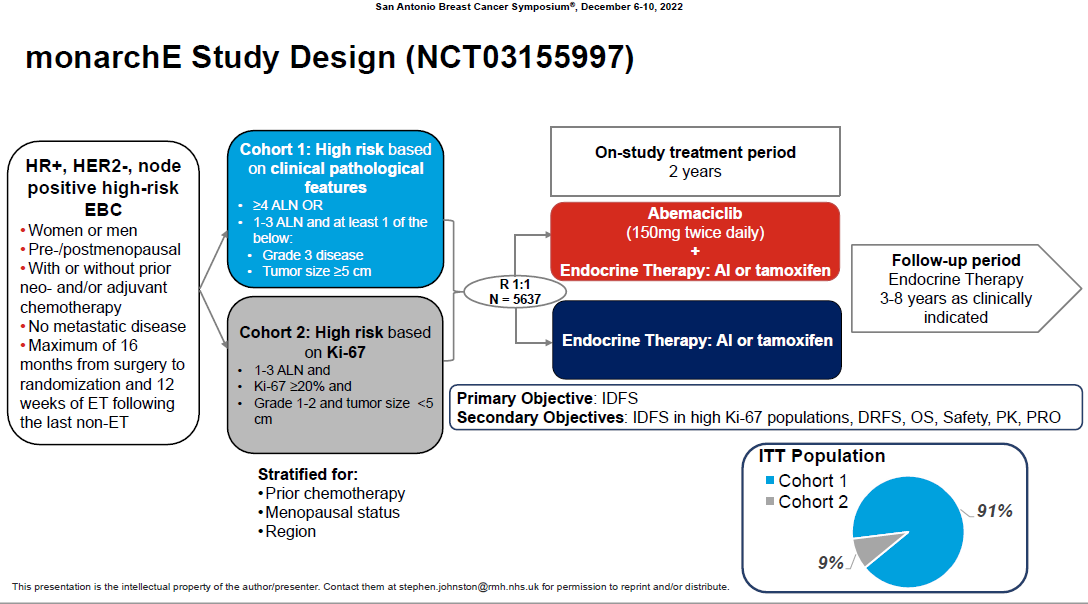 San Antonio Breast Cancer Symposium®, December 6-10, 2022
monarchE Study Design (NCT03155997)
HR+, HER2-, node
positive high-risk
EBC
•Women or men
•Pre-/postmenopausal
•With or without prior
neo- and/or adjuvant
chemotherapy
•No metastatic disease
•Maximum of 16
months from surgery to
randomization and 12
weeks of ET following
the last non-ET
Cohort 1: High risk based
on clinical pathological
features
• ≥4 ALN OR
• 1-3 ALN and at least 1 of the
below:
• Grade 3 disease
• Tumor size ≥5 cm
Cohort 2: High risk based
on Ki-67
• 1-3 ALN and
• Ki-67 ≥20% and
• Grade 1-2 and tumor size <5
cm
Stratified for:
•Prior chemotherapy
•Menopausal status
•Region
R 1:1
N = 5637
On-study treatment period
2 years
Abemaciclib
(150mg twice daily)
+
Endocrine Therapy: AI or tamoxifen
Endocrine Therapy: AI or tamoxifen
Follow-up period
Endocrine Therapy
3-8 years as clinically
indicated
Primary Objective: IDFS
Secondary Objectives: IDFS in high Ki-67 populations, DRFS, OS, Safety, PK, PRO
ITT Population
Cohort 1
Cohort 2
91%
9%
This presentation is the intellectual property of the author/presenter. Contact them at stephen.johnston@rmh.nhs.uk for permission to reprint and/or distribute.